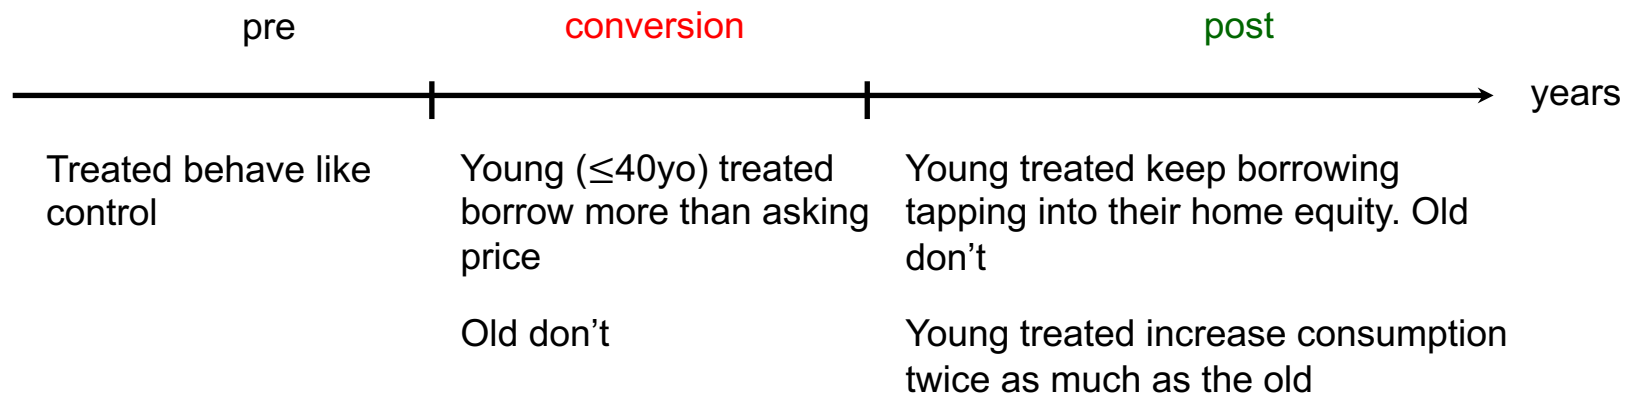 pre
conversion
post
years
Treated behave like
control
Young (≤40yo) treated
borrow more than asking
price
Old don’t
Young treated keep borrowing
tapping into their home equity. Old
don’t
Young treated increase consumption
twice as much as the old